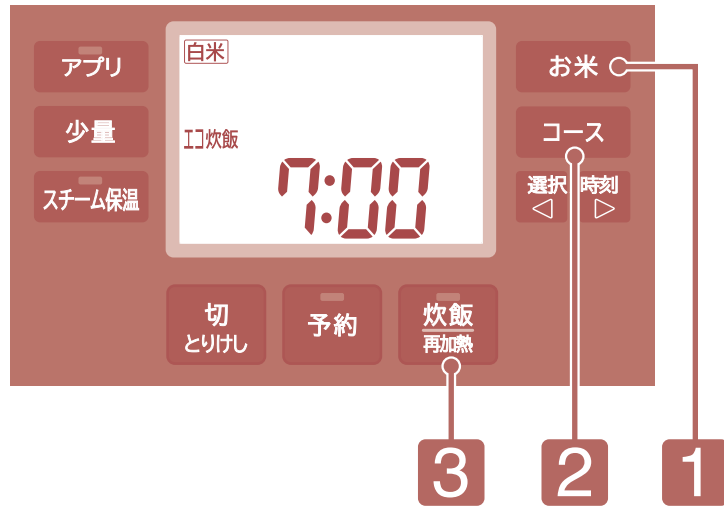 アプリ
少量
スチーム保温
白米
エコ炊飯
7:00
お米
コース
選択 時刻
◁ ▷
切
とりけし
予約
炊飯
再加熱
3 2 1